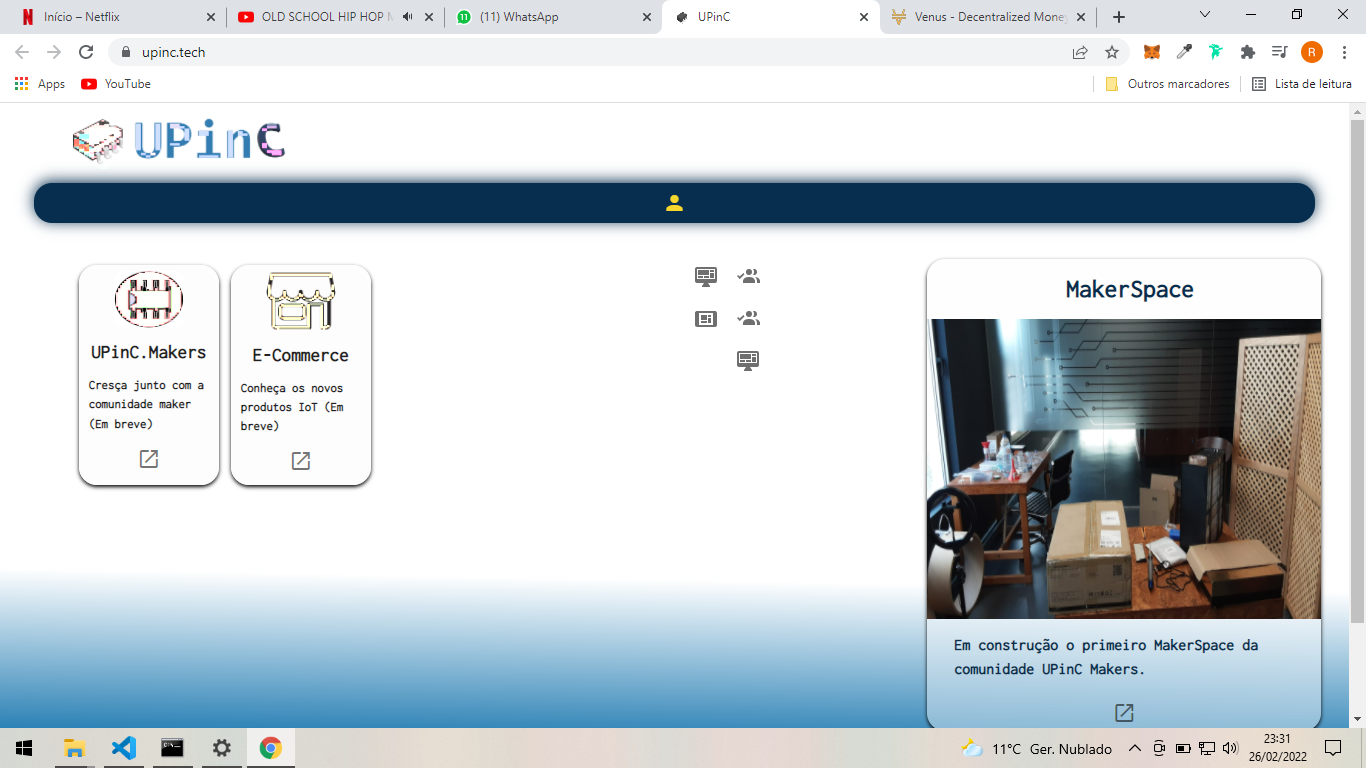 Início – Netflix
OLD SCHOOL HIP HOP M
(11) WhatsApp
UPinC
Venus - Decentralized Money
upinc.tech
R
Apps
YouTube
Outros marcadores
Lista de leitura
UPinC
UPinC.Makers
Cresça junto com a
comunidade maker
(Em breve)
E-Commerce
Conheça os novos
produtos IoT (Em
breve)
MakerSpace
Em construção o primeiro MakerSpace da
comunidade UPinC Makers.
11°C Ger. Nublado
23:31
26/02/2022